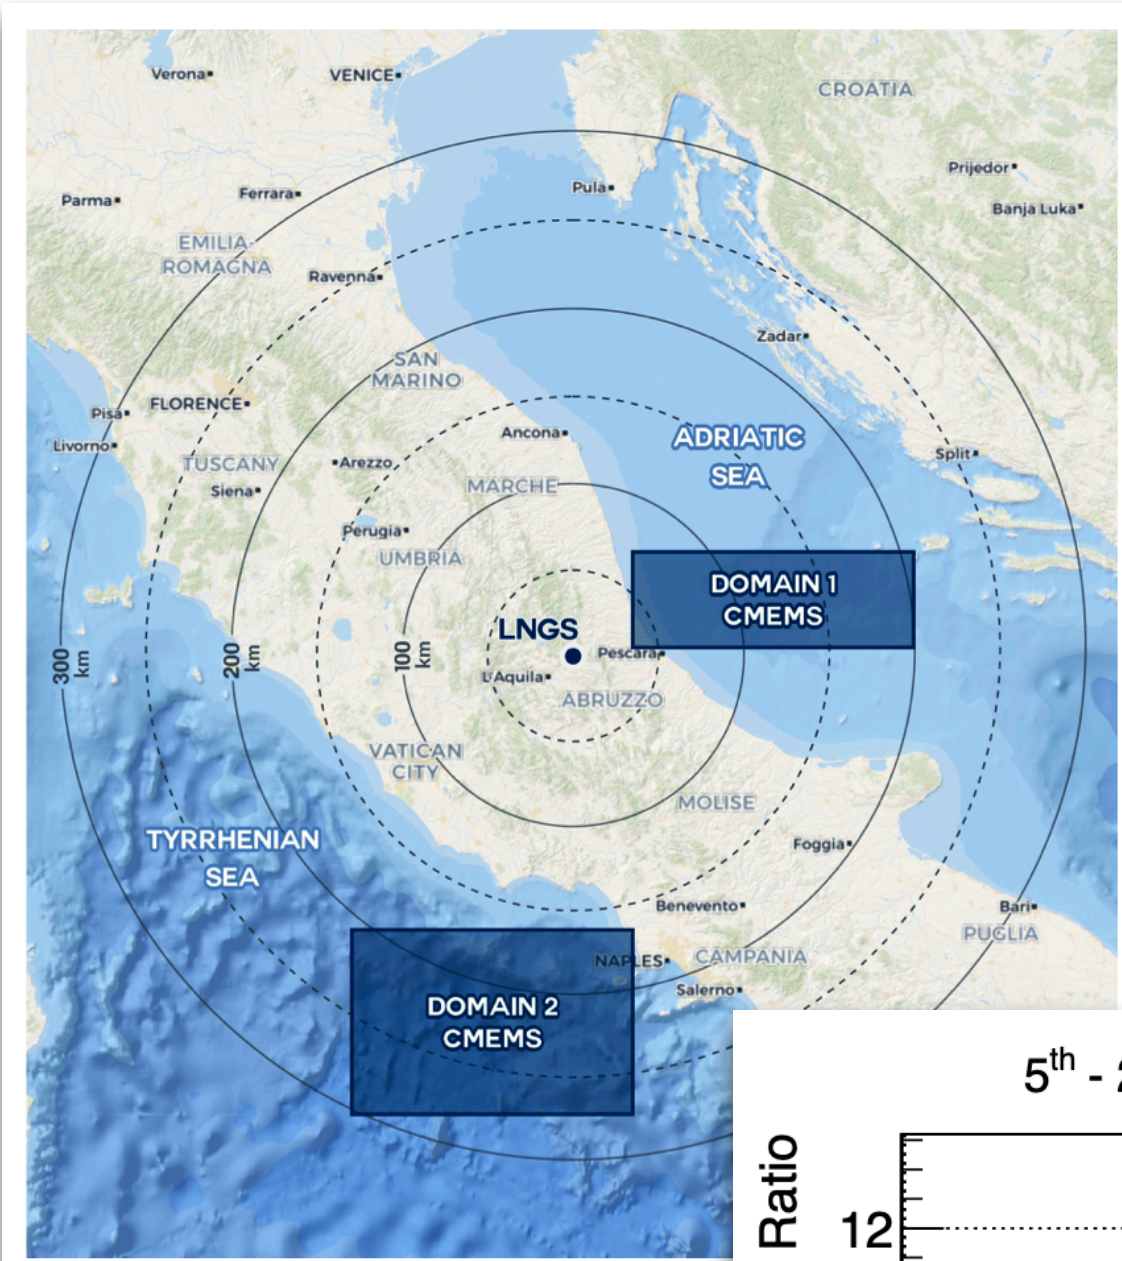 Verona
VENICE
CROATIA
Prijedor
Parma
Ferrara
Pula
Banja Luka
EMILIA-
ROMAGNA
Ravenna
Zadar
SAN
MARINO
Pisa
FLORENCE
Livorno
Ancona
ADRIATIC
SEA
TUSCANY
Arezzo
Split
Siena
MARCHE
Perugia
UMBRIA
DOMAIN 1
CMEMS
LNGS
Pescara
300
km
200
km
100
km
L'Aquila
ABRUZZO
VATICAN
CITY
MOLISE
TYRRHENIAN
SEA
Foggia
Benevento
Bari
PUGLIA
NAPLES
CAMPANIA
Salerno
DOMAIN 2
CMEMS
5th -
Ratio
12